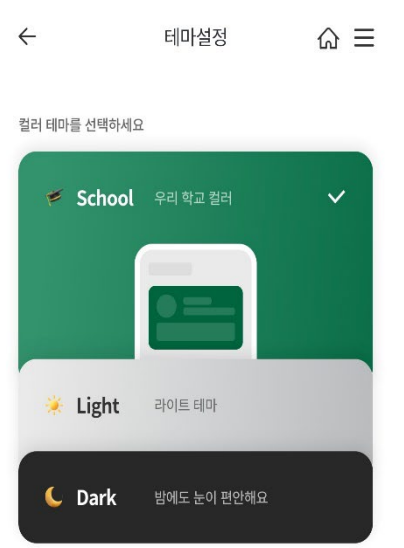 테마설정
컬러 테마를 선택하세요
School 우리 학교 컬러
Light 라이트 테마
Dark 밤에도 눈이 편안해요